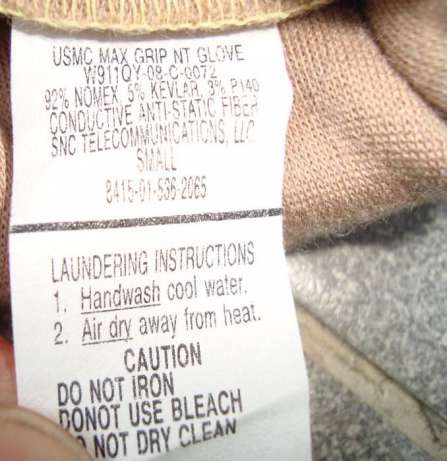 USMC MAX GRIP NT GLOVE
W911QY-08-C-0072
92% NOMEX, 5% KEVLAR, 3% P140
CONDUCTIVE ANTI-STATIC FIBER
SNC TELECOMMUNICATIONS, LLC
SMALL
8415-01-536-2065
LAUNDERING INSTRUCTIONS
1. Handwash cool water.
2. Air dry away from heat.
CAUTION
DO NOT IRON
DONOT USE BLEACH
DO NOT DRY CLEAN